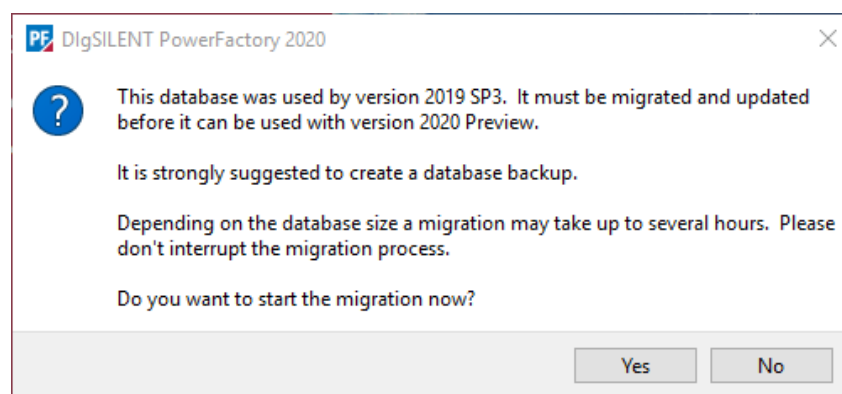 PF DIgSILENT PowerFactory 2020
This database was used by version 2019 SP3.  It must be migrated and updated
before it can be used with version 2020 Preview.
It is strongly suggested to create a database backup.
Depending on the database size a migration may take up to several hours.  Please
don't interrupt the migration process.
Do you want to start the migration now?
Yes No